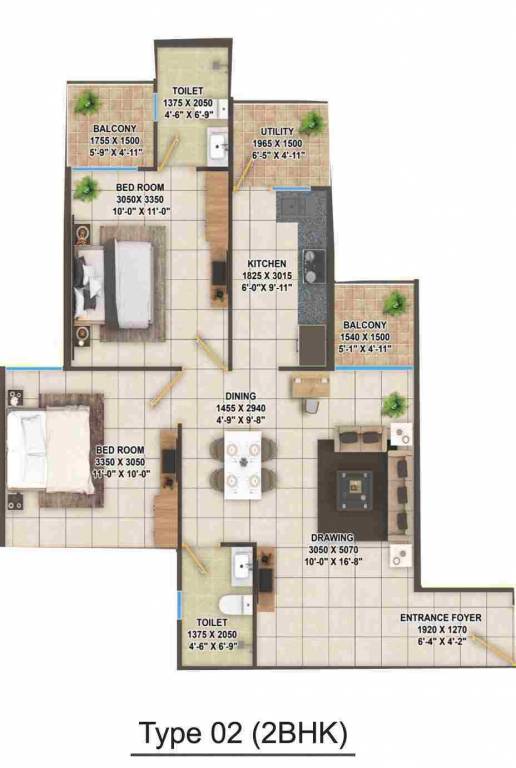 TOILET
1375 X 2050
4'-6" X 6'-9"
BALCONY
1755 X 1500
5'-9" X 4'-11"
UTILITY
1965 X 1500
6'-5" X 4'-11"
BED ROOM
3050X 3350
10'-0" X 11'-0"
KITCHEN
1825 X 3015
6'-0"X 9'-11"
BALCONY
1540 X 1500
5'-1" X 4'-11"
DINING
1455 X 2940
4'-9" X 9'-8"
BED ROOM
3350 X 3050
11'-0" X 10'-0"
DRAWING
3050 X 5070
10'-0" X 16'-8"
TOILET
1375 X 2050
4'-6" X 6'-9"
ENTRANCE FOYER
1920 X 1270
6'-4" X 4'-2"
Type 02 (2BHK)